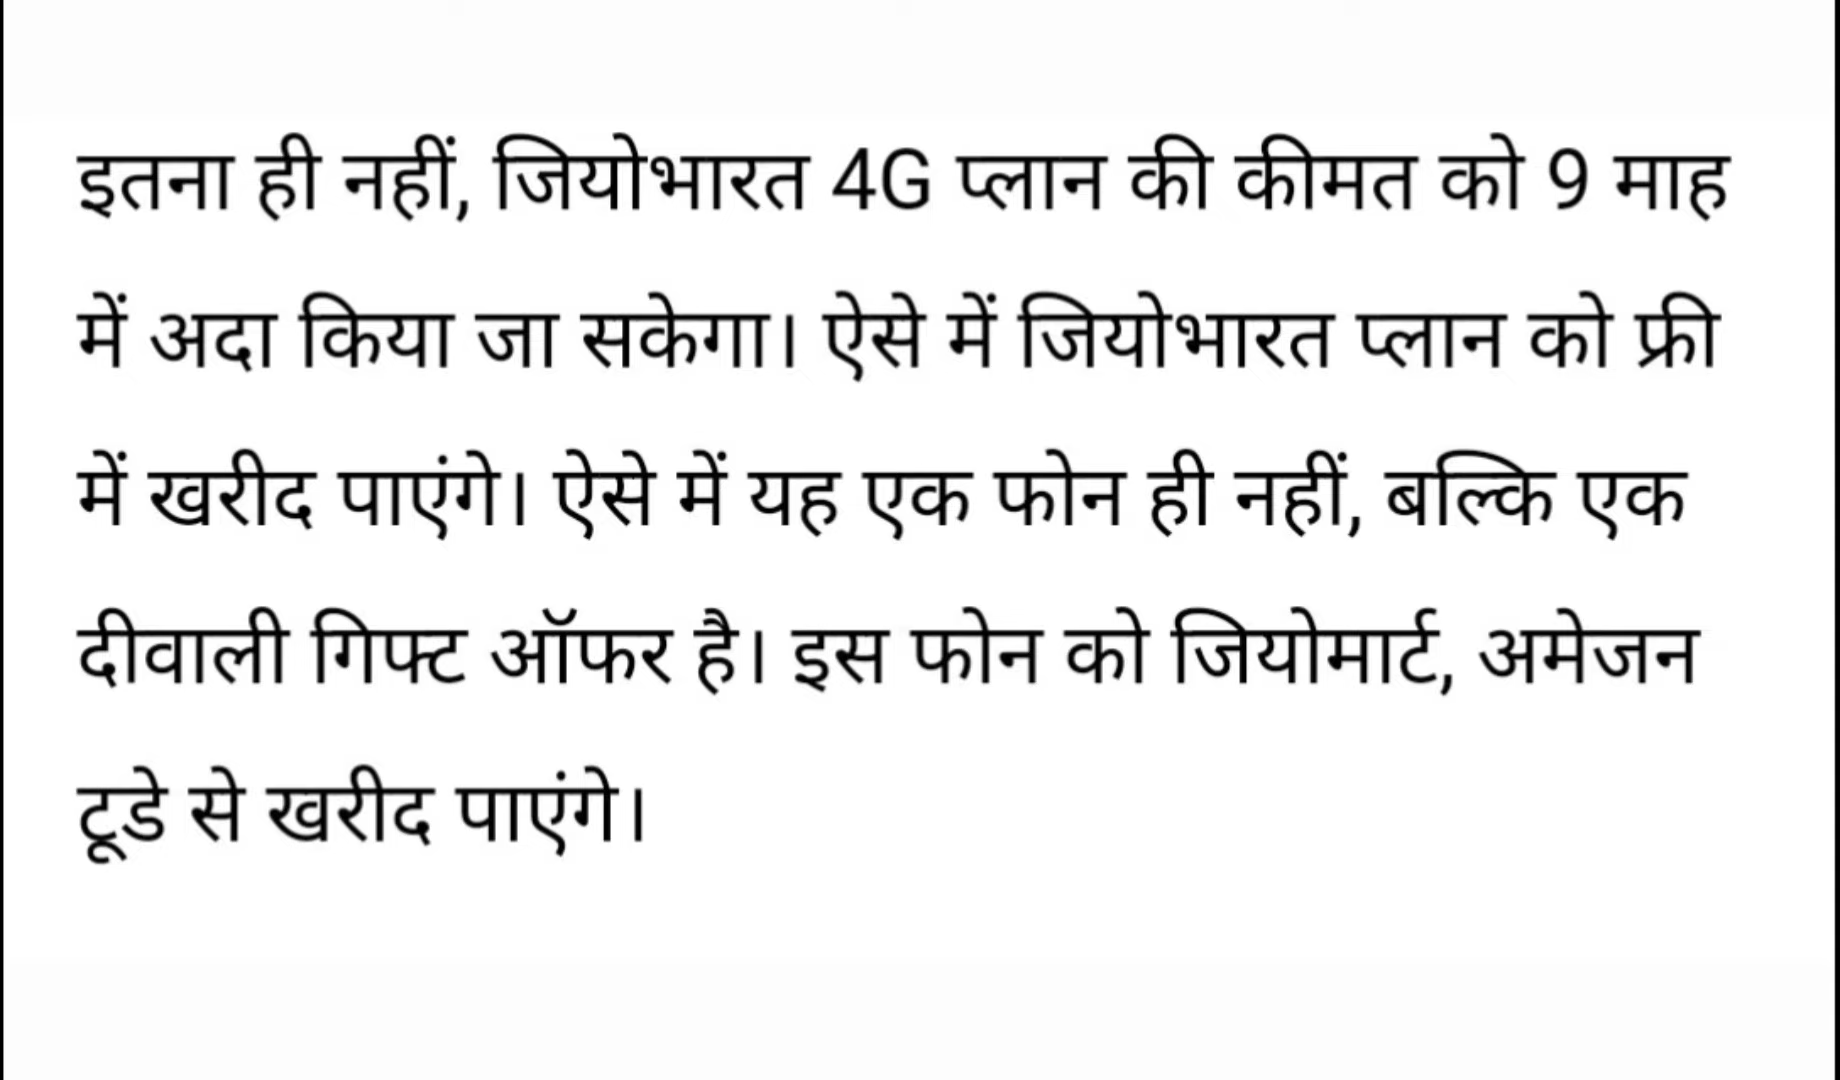 इतना ही नहीं, जियोभारत 4G प्लान की कीमत को 9 माह
में अदा किया जा सकेगा। ऐसे में जियोभारत प्लान को फ्री
में खरीद पाएंगे। ऐसे में यह एक फोन ही नहीं, बल्कि एक
दीवाली गिफ्ट ऑफर है। इस फोन को जियोमार्ट, अमेजन
टूडे से खरीद पाएंगे।